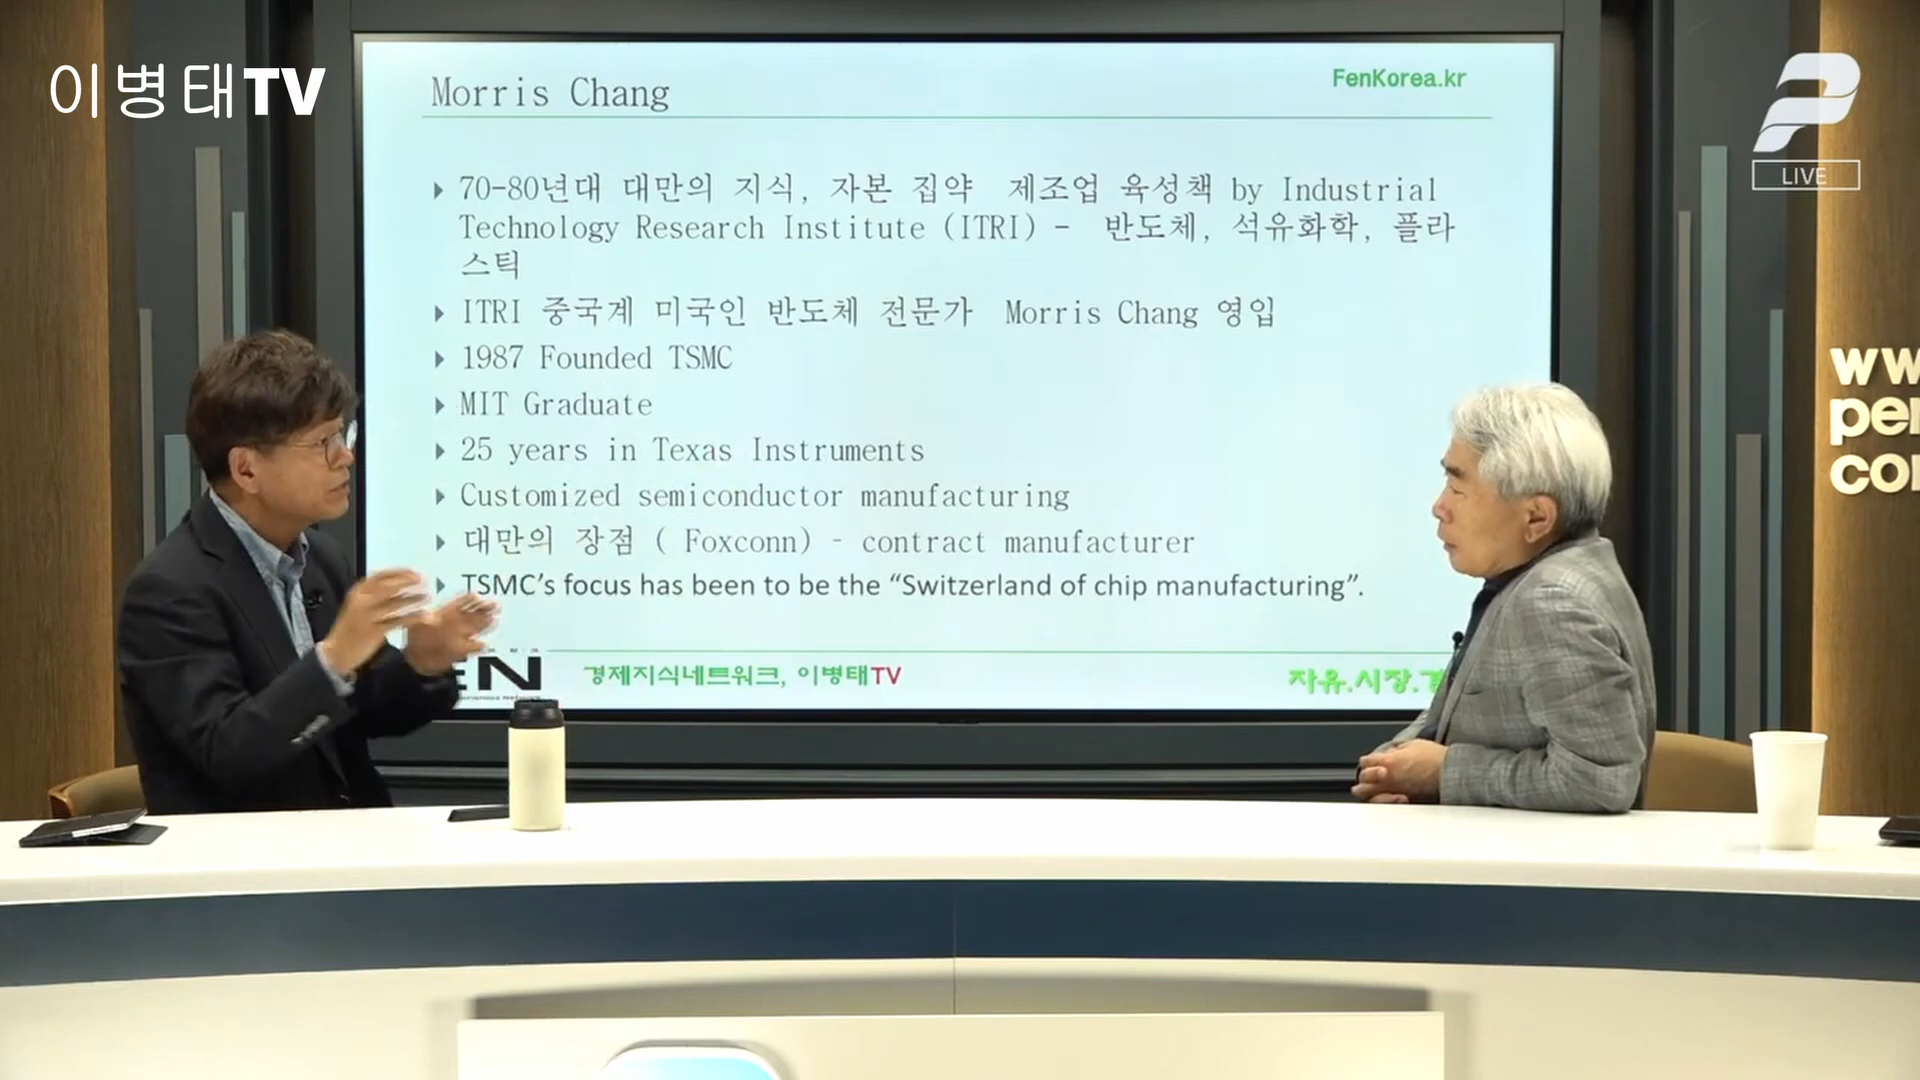 이병태TV
FenKorea.kr
Morris Chang
LIVE
70-80년대 대만의 지식, 자본 집약 제조업 육성책 by Industrial
Technology Research Institute (ITRI) - 반도체, 석유화학, 플라
스틱
ITRI 중국계 미국인 반도체 전문가 Morris Chang 영입
1987 Founded TSMC
MIT Graduate
25 years in Texas Instruments
Customized semiconductor manufacturing
대만의 장점 ( Foxconn) - contract manufacturer
TSMC's focus has been to be the “Switzerland of chip manufacturing”.
경제지식네트워크, 이병태TV
자유.시장.